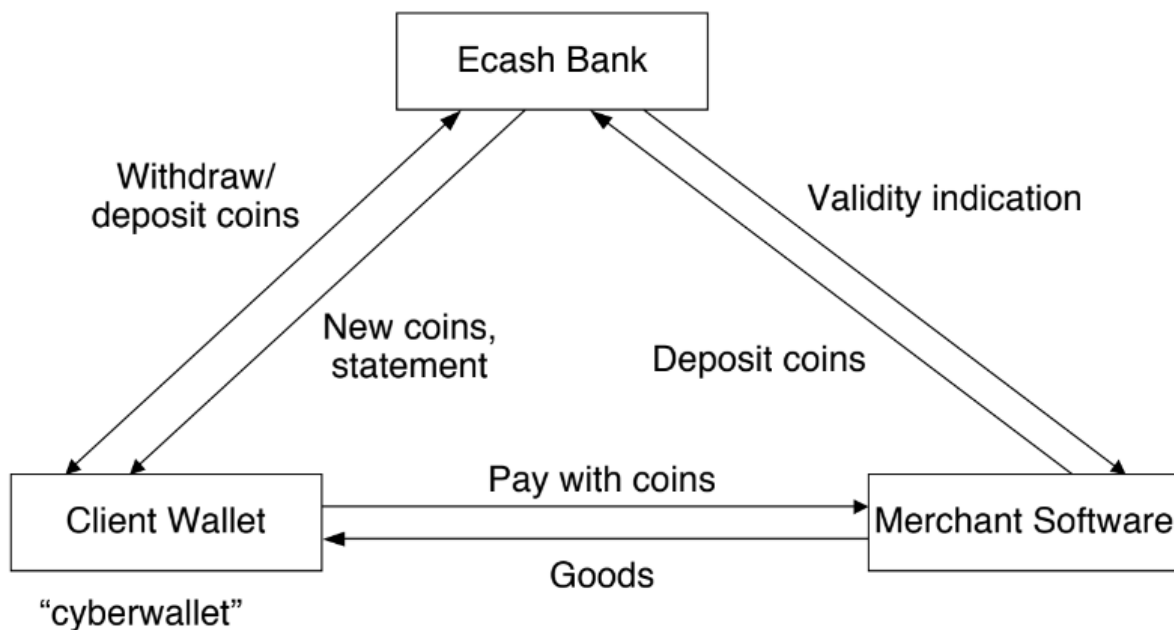 Ecash Bank
Withdraw/
deposit coins
Validity indication
New coins,
statement
Deposit coins
Pay with coins
Client Wallet
Merchant Software
Goods
“cyberwallet”